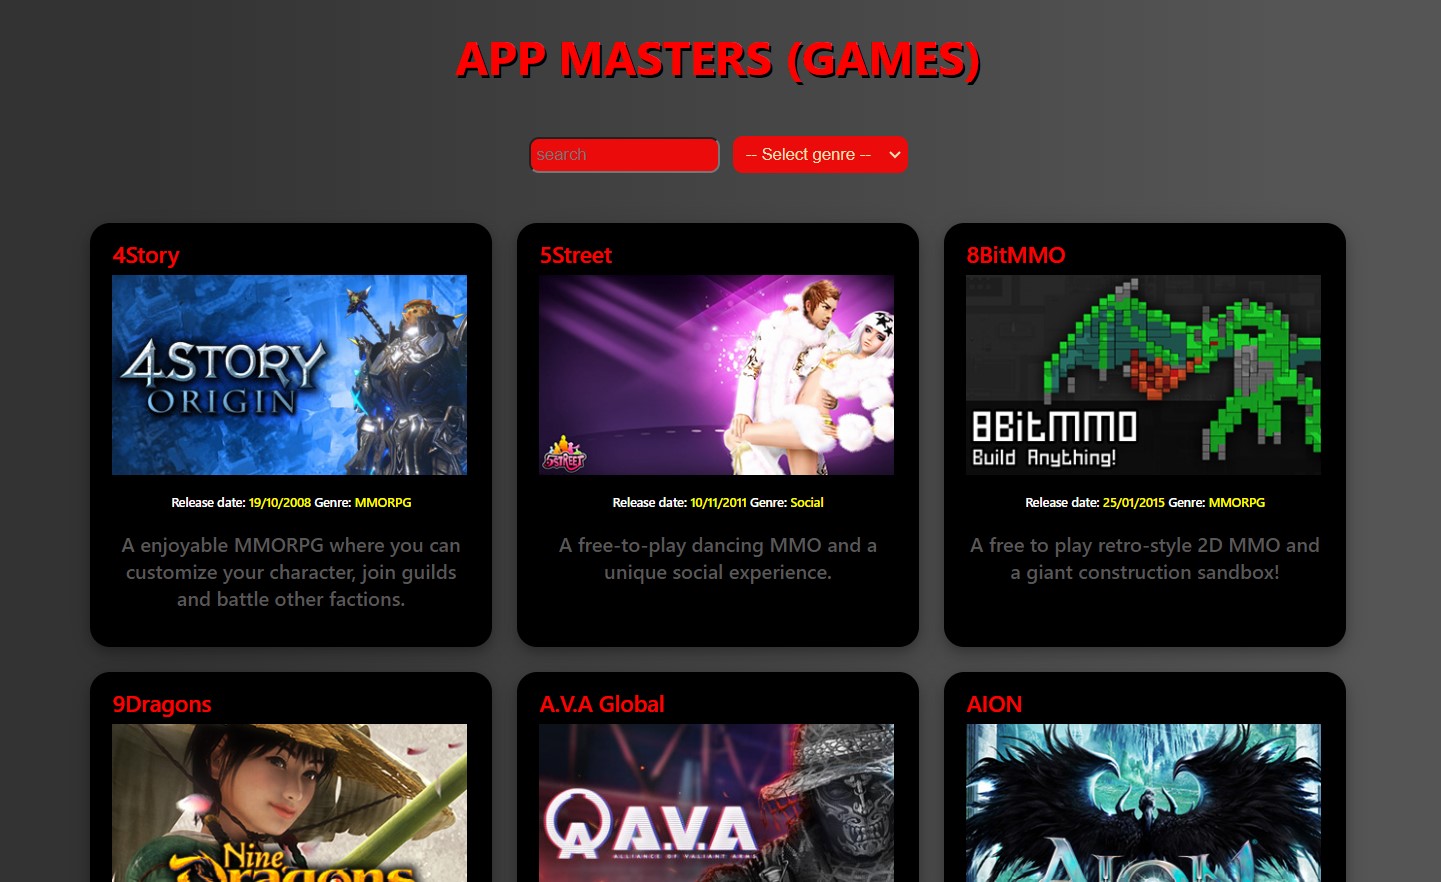 APP MASTERS (GAMES)
search
-- Select genre --
4Story
5Street
8BitMMO
4STORY
ORIGIN
5STREET
8BitMMO
Build Anything!
Release date: 19/10/2008 Genre: MMORPG
Release date: 10/11/2011 Genre: Social
Release date: 25/01/2015 Genre: MMORPG
A enjoyable MMORPG where you can
customize your character, join guilds
and battle other factions.
A free-to-play dancing MMO and a
unique social experience.
A free to play retro-style 2D MMO and
a giant construction sandbox!
9Dragons
A.V.A Global
AION
Nine
Dragons
A.V.A
ALLIANCE OF VALIANT ARMS
AION